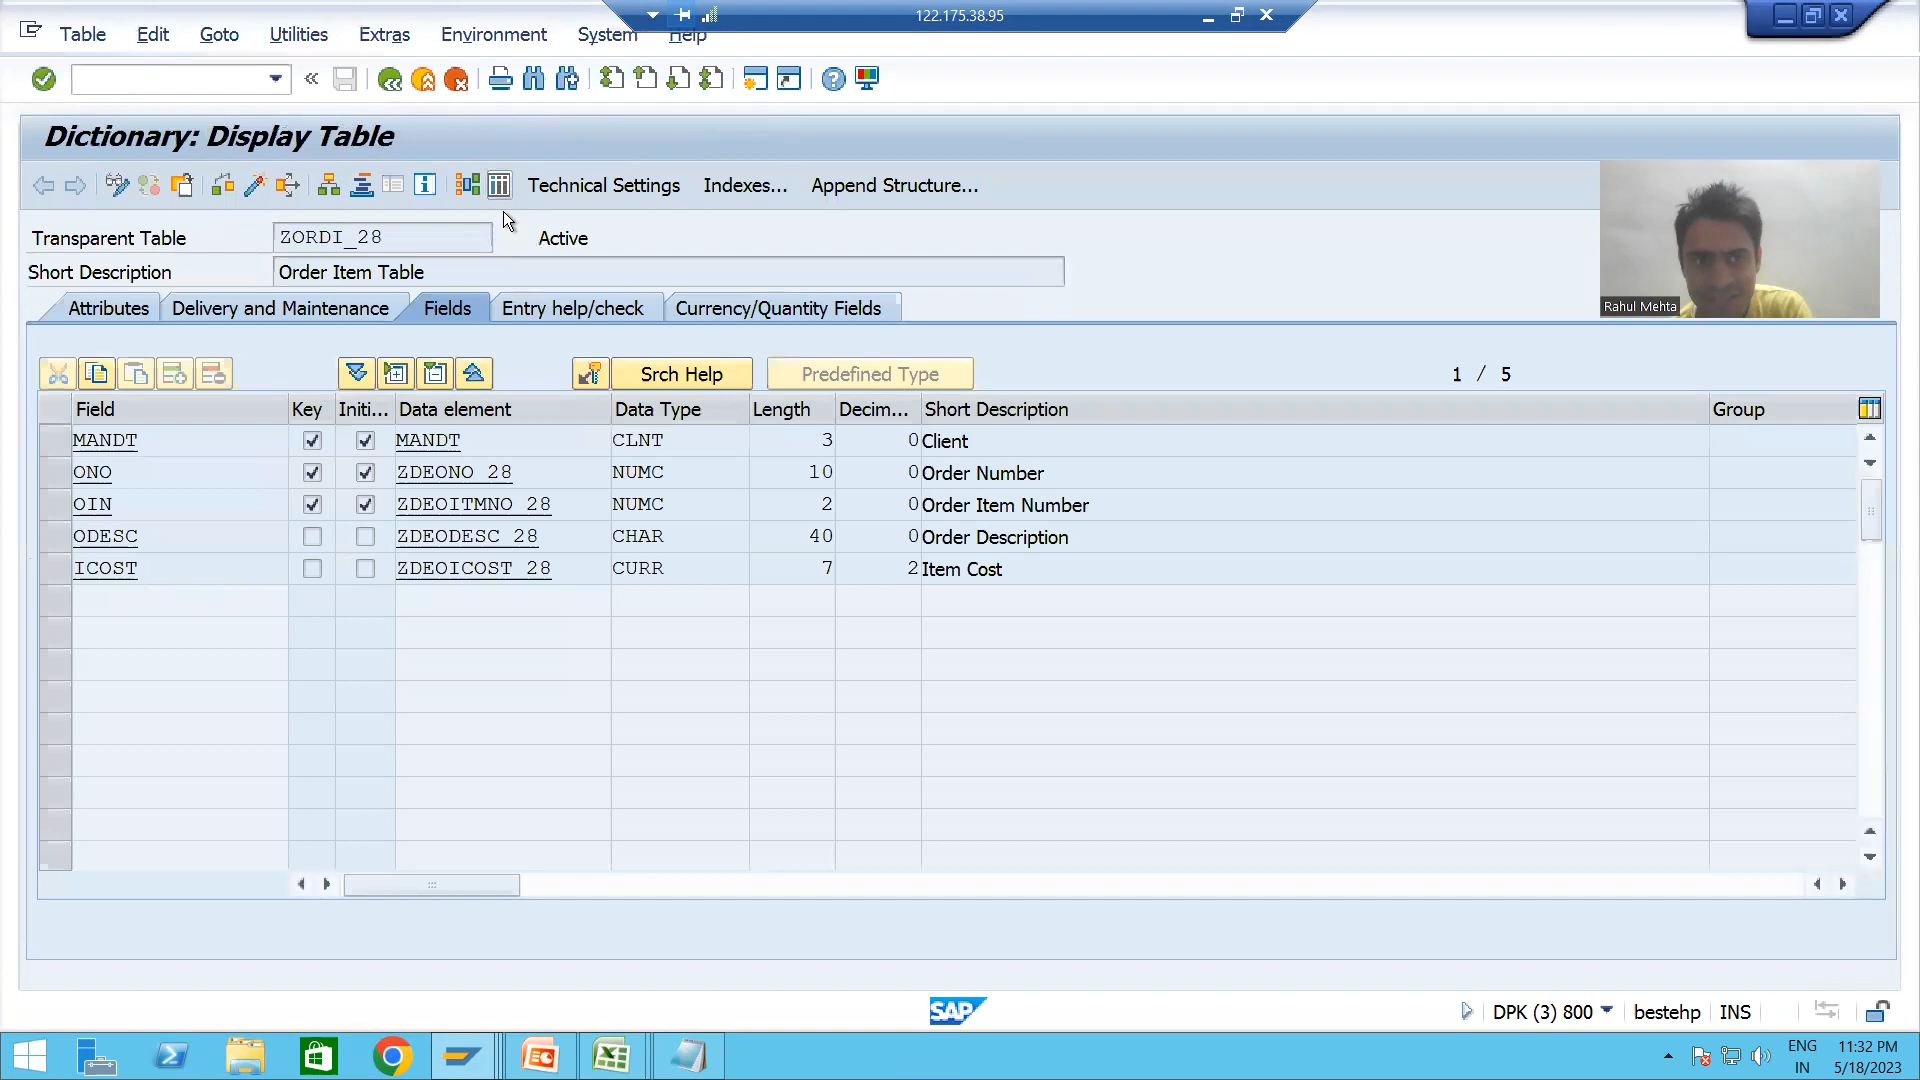 122.175.38.95
Table Edit Goto Utilities Extras Environment System Help
Dictionary: Display Table
Technical Settings Indexes... Append Structure...
Transparent Table ZORDI_28 Active
Short Description Order Item Table
Rahul Mehta
Attributes Delivery and Maintenance Fields Entry help/check Currency/Quantity Fields
Srch Help Predefined Type 1 / 5
Field Key Initi... Data element Data Type Length Decim... Short Description Group
MANDT MANDT CLNT 3 0 Client
ONO ZDEONO_28 NUMC 10 0 Order Number
OIN ZDEOITMNO_28 NUMC 2 0 Order Item Number
ODESC ZDEODESC_28 CHAR 40 0 Order Description
ICOST ZDEOICOST_28 CURR 7 2 Item Cost
SAP DPK (3) 800 bestehp INS
ENG 11:32 PM
IN 5/18/2023